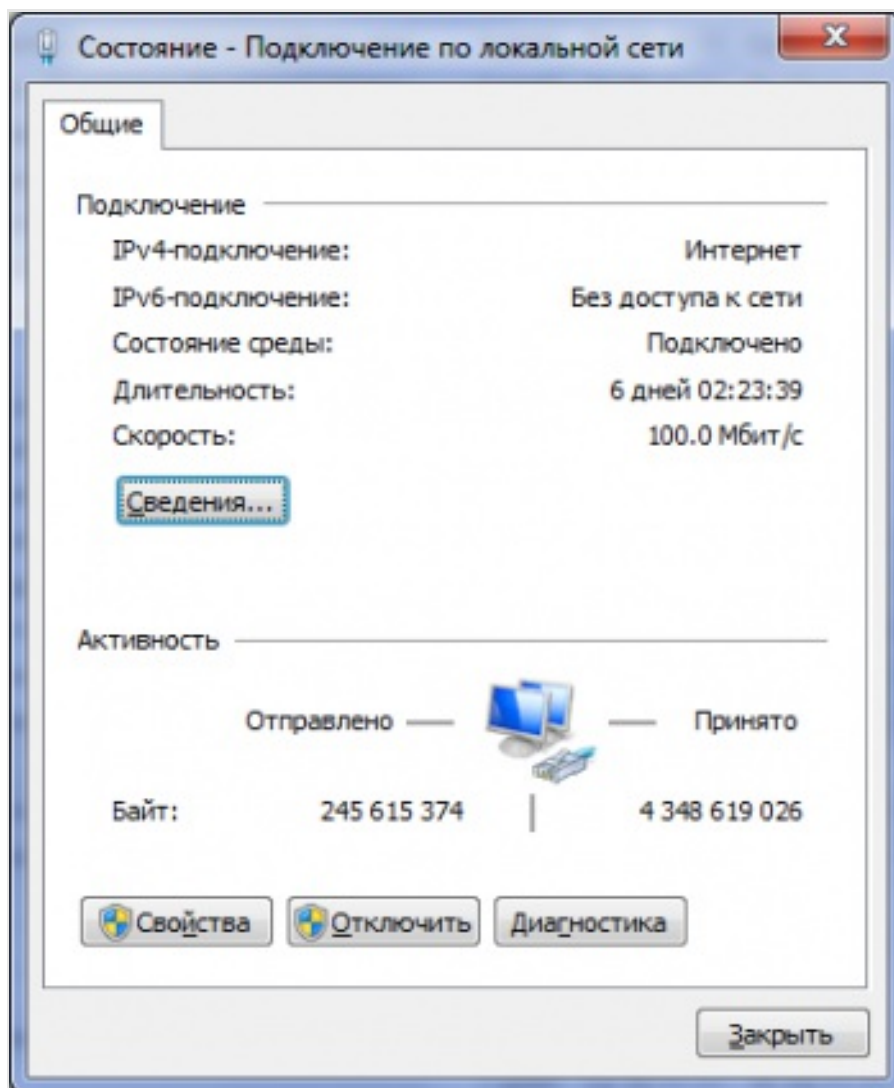 Состояние - Подключение по локальной сети
Общие
Подключение
IPv4-подключение: Интернет
IPv6-подключение: Без доступа к сети
Состояние среды: Подключено
Длительность: 6 дней 02:23:39
Скорость: 100.0 Мбит/с
Сведения...
Активность
Отправлено — — Принято
Байт: 245 615 374 | 4 348 619 026
Свойства Отключить Диагностика
Закрыть